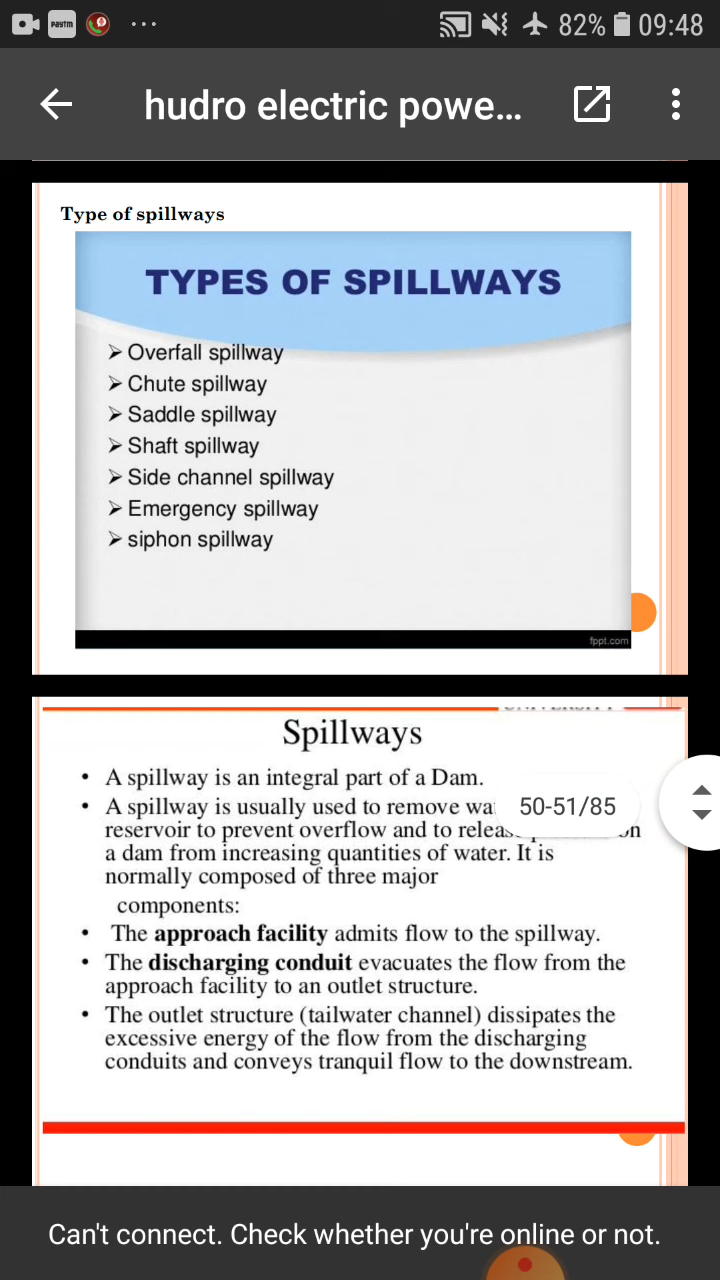 Paytm
82% 09:48
hudro electric powe...
Type of spillways
TYPES OF SPILLWAYS
➢ Overfall spillway
➢ Chute spillway
➢ Saddle spillway
➢ Shaft spillway
➢ Side channel spillway
➢ Emergency spillway
➢ siphon spillway
fppt.com
Spillways
• A spillway is an integral part of a Dam.
• A spillway is usually used to remove
50-51/85
reservoir to prevent overflow and to
a dam from increasing quantities of water. It is
normally composed of three major
components:
• The approach facility admits flow to the spillway.
• The discharging conduit evacuates the flow from the
approach facility to an outlet structure.
• The outlet structure (tailwater channel) dissipates the
excessive energy of the flow from the discharging
conduits and conveys tranquil flow to the downstream.
Can't connect. Check whether you're online or not.